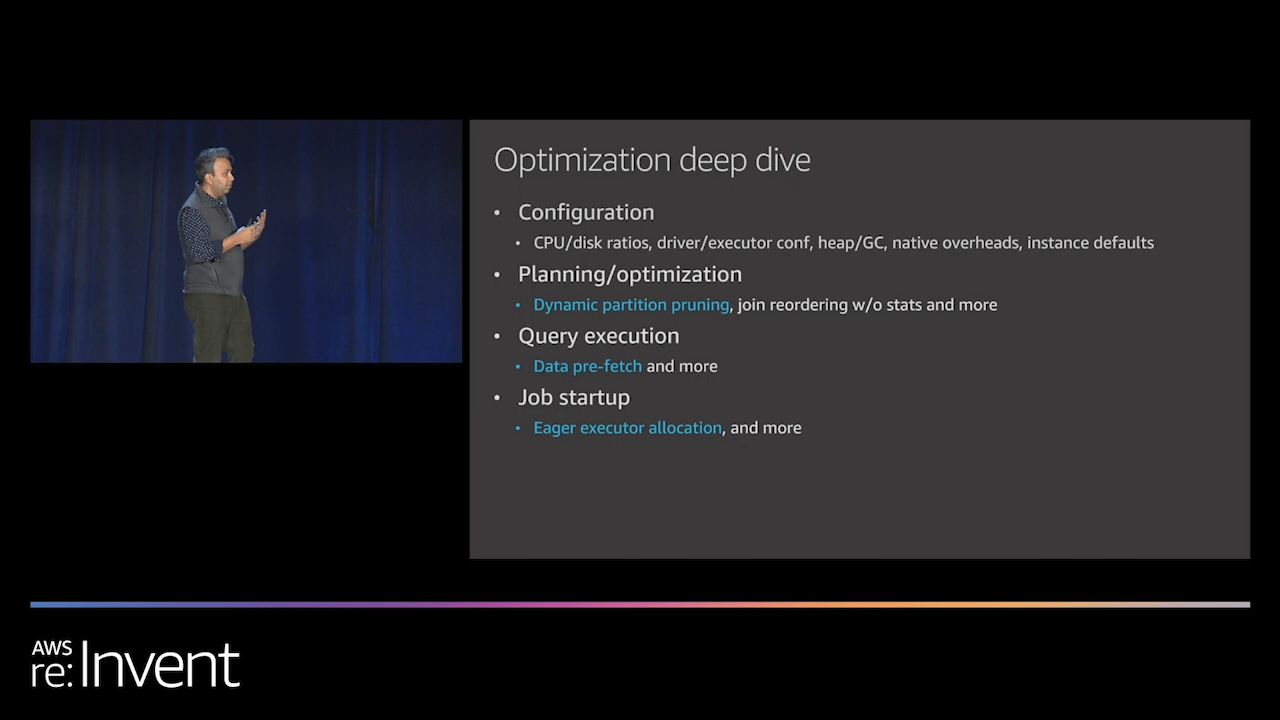 Optimization deep dive
• Configuration
• CPU/disk ratios, driver/executor conf, heap/GC, native overheads, instance defaults
• Planning/optimization
• Dynamic partition pruning, join reordering w/o stats and more
• Query execution
• Data pre-fetch and more
• Job startup
• Eager executor allocation, and more
AWS
re:Invent